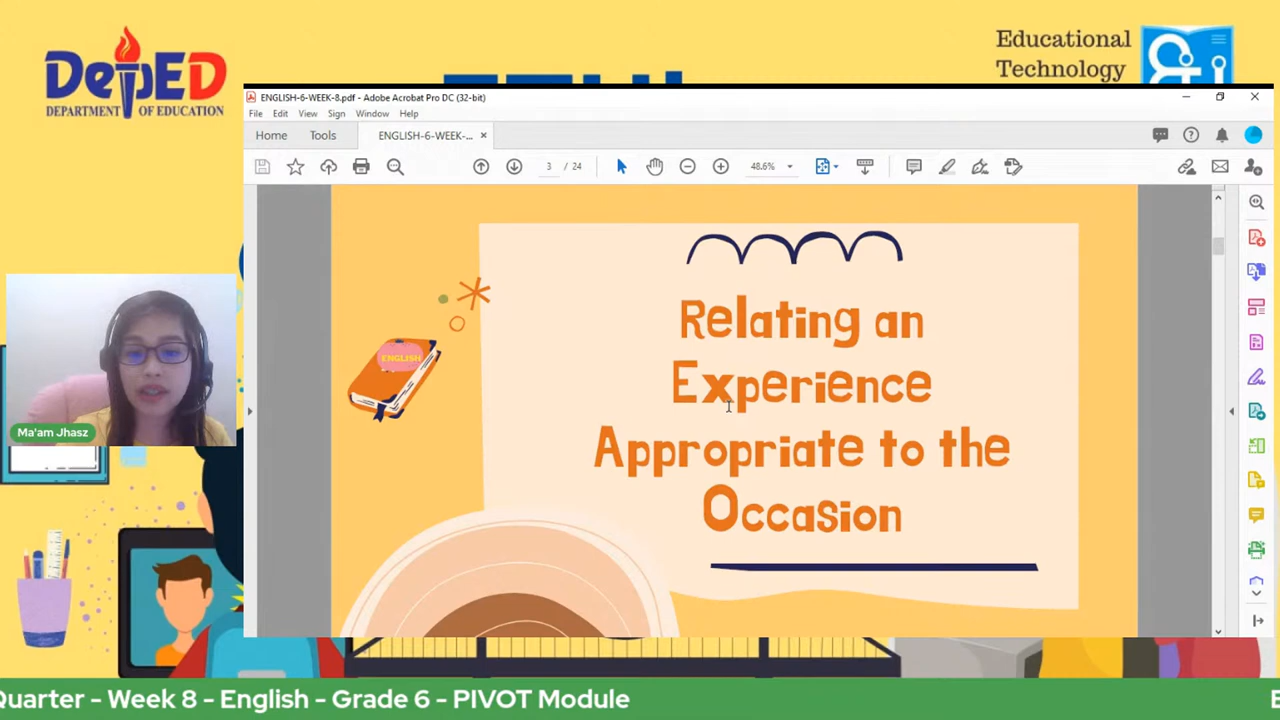 DepED
DEPARTMENT OF EDUCATION
Educational
Technology
ENGLISH-6-WEEK-8.pdf - Adobe Acrobat Pro DC (32-bit)
File Edit View Sign Window Help
Home Tools ENGLISH-6-WEEK-... ×
3 / 24 48.6%
ENGLISH
Relating an
Experience
Appropriate to the
Occasion
Ma'am Jhasz
Quarter - Week 8 - English - Grade 6 - PIVOT Module